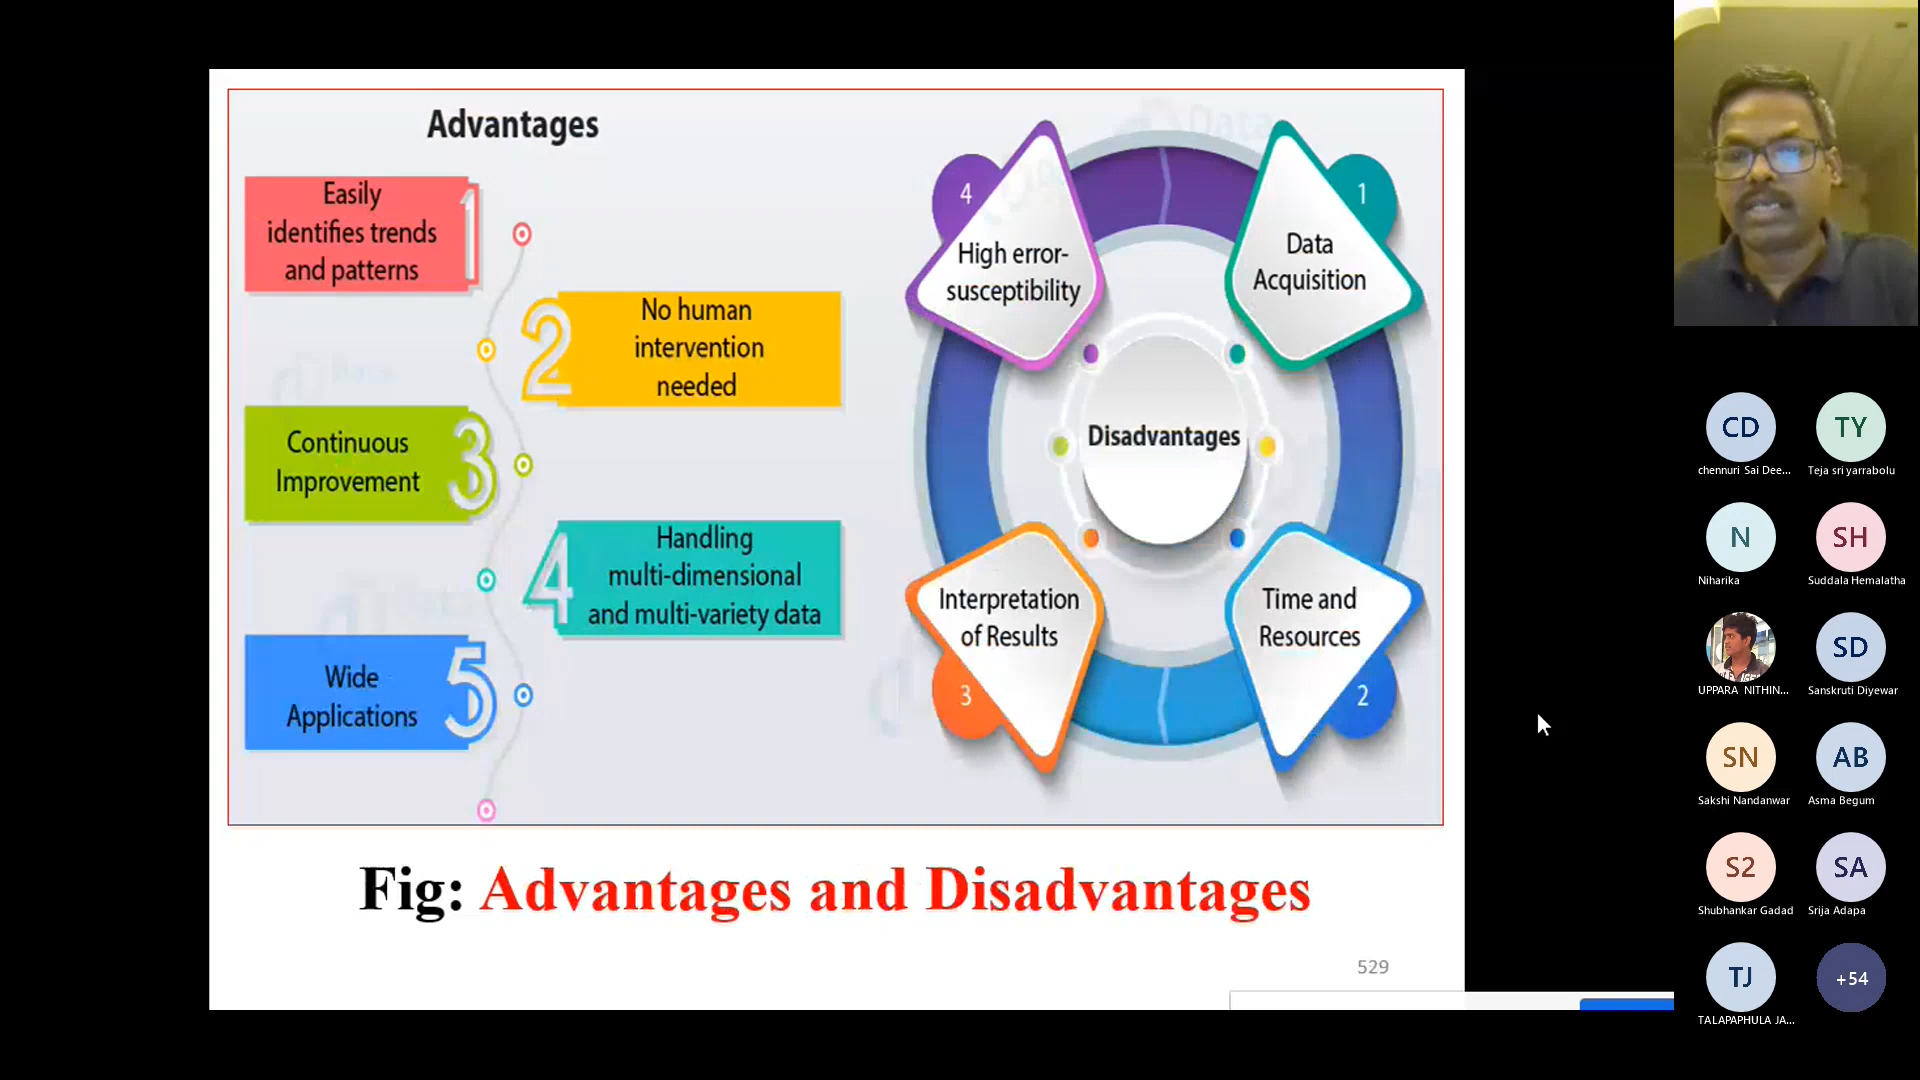 Advantages
Easily
identifies trends
and patterns
1
2
No human
intervention
needed
Continuous
Improvement
3
4
Handling
multi-dimensional
and multi-variety data
Wide
Applications
5
Data
4
High error-
susceptibility
1
Data
Acquisition
Disadvantages
Interpretation
of Results
3
Time and
Resources
2
Fig: Advantages and Disadvantages
529
CD
chennuri Sai Dee...
TY
Teja sri yarrabolu
N
Niharika
SH
Suddala Hemalatha
UPPARA NITHIN...
SD
Sanskruti Diyewar
SN
Sakshi Nandanwar
AB
Asma Begum
S2
Shubhankar Gadad
SA
Srija Adapa
TJ
TALAPAPHULA JA...
+54